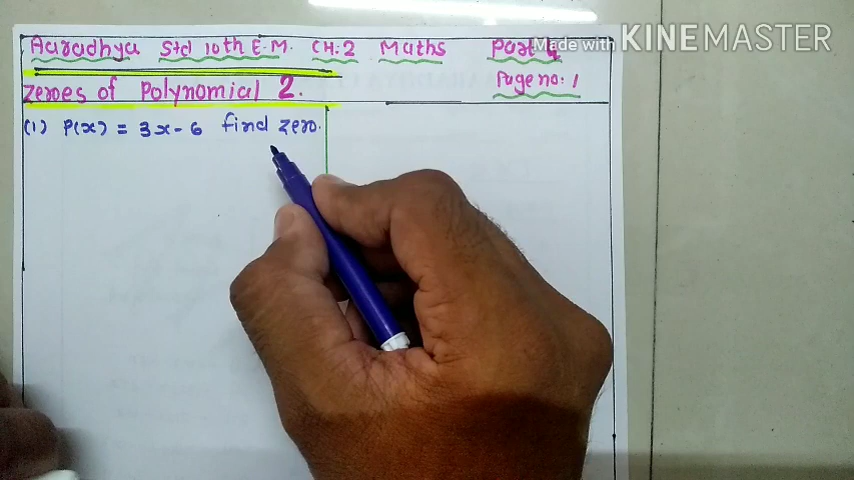 Aaradhya Std 10th E.M. CH:2 Maths Part 4
Made with KINEMASTER
Page no: 1
zeroes of Polynomial 2.
(1) P(x) = 3x - 6 find zero.